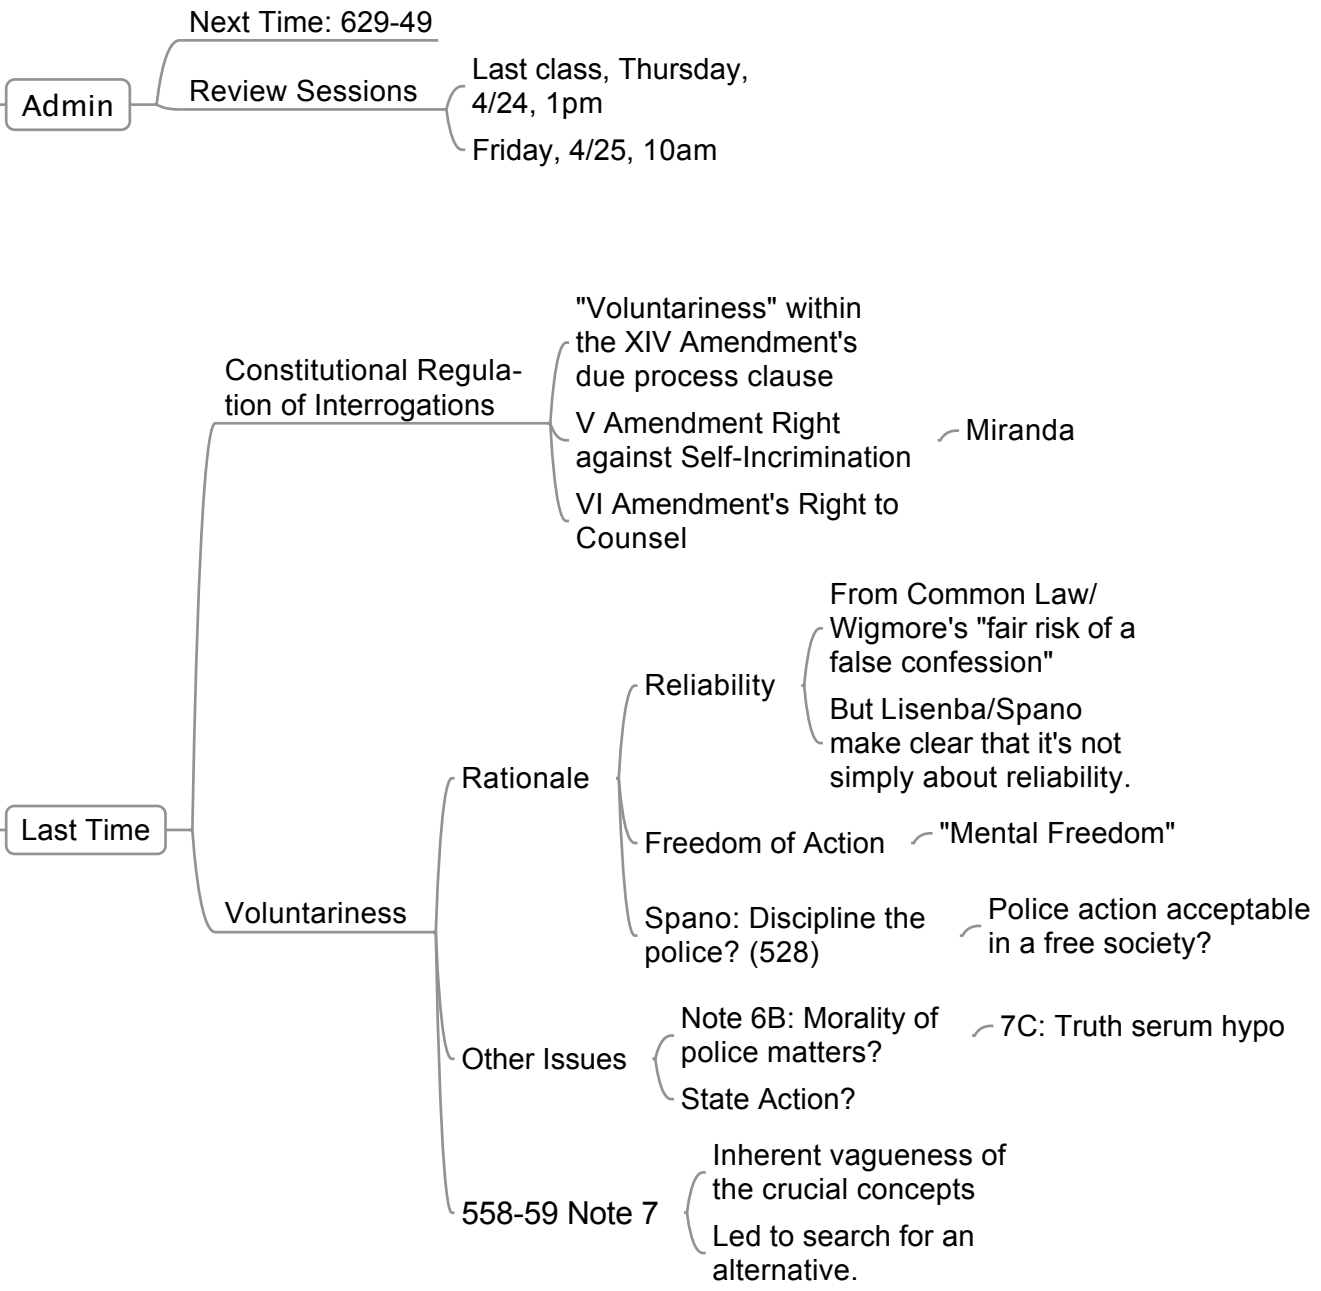 Next Time: 629-49
Admin
Review Sessions
Last class, Thursday,
4/24, 1pm
Friday, 4/25, 10am
Last Time
Constitutional Regula-
tion of Interrogations
"Voluntariness" within
the XIV Amendment's
due process clause
V Amendment Right
against Self-Incrimination
Miranda
VI Amendment's Right to
Counsel
Voluntariness
Rationale
Reliability
From Common Law/
Wigmore's "fair risk of a
false confession"
But Lisenba/Spano
make clear that it's not
simply about reliability.
Freedom of Action
"Mental Freedom"
Spano: Discipline the
police? (528)
Police action acceptable
in a free society?
Other Issues
Note 6B: Morality of
police matters?
7C: Truth serum hypo
State Action?
558-59 Note 7
Inherent vagueness of
the crucial concepts
Led to search for an
alternative.